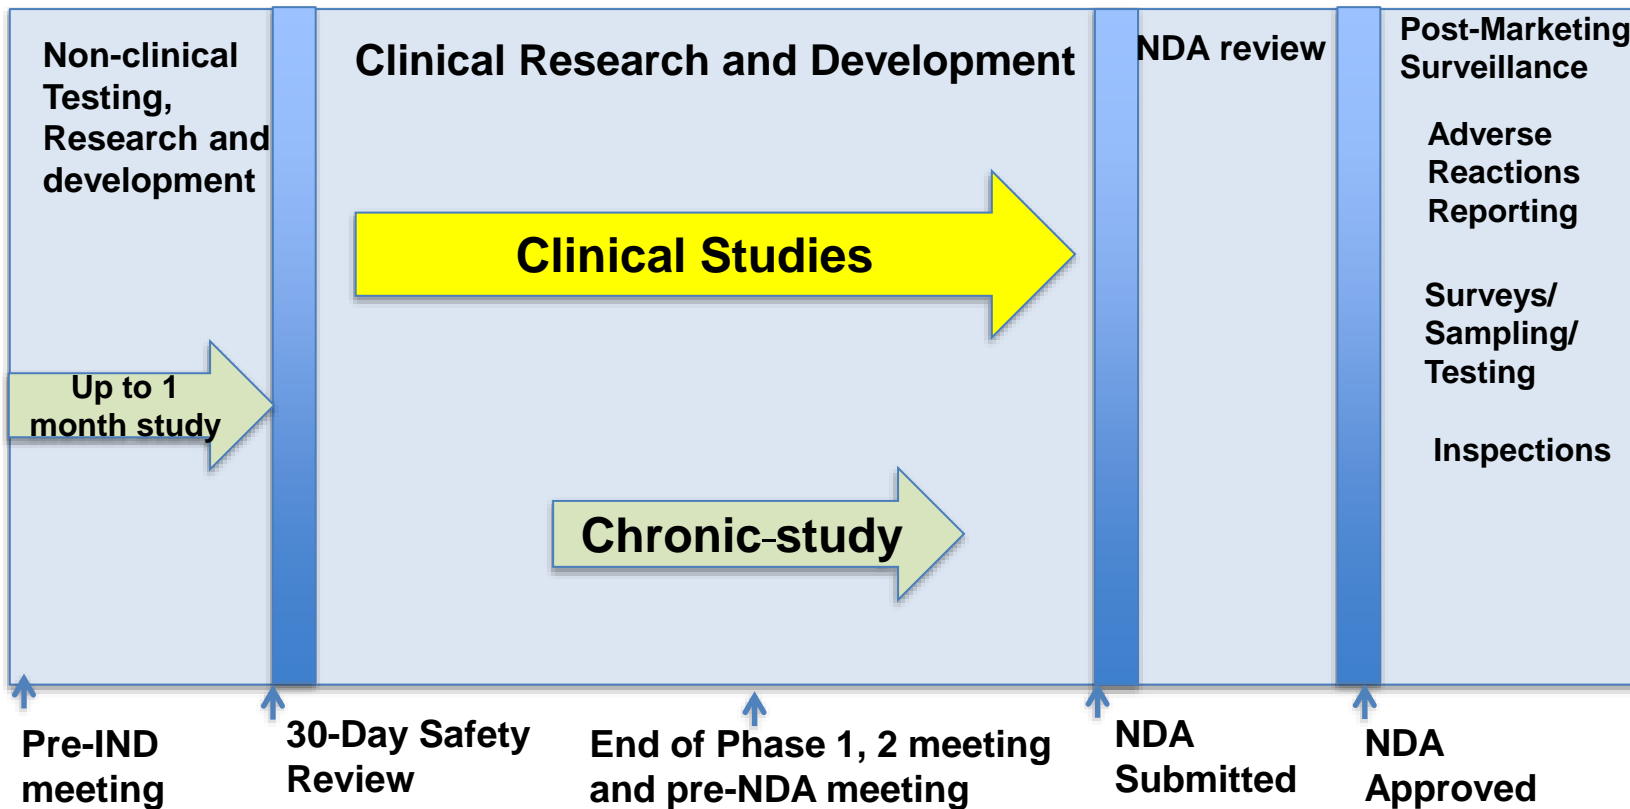 Non-clinical
Testing,
Research and
development
Clinical Research and Development
NDA review
Post-Marketing
Surveillance
Adverse
Reactions
Reporting
Clinical Studies
Surveys/
Sampling/
Testing
Up to 1
month study
Inspections
Chronic-study
Pre-IND
meeting
30-Day Safety
Review
End of Phase 1, 2 meeting
and pre-NDA meeting
NDA
Submitted
NDA
Approved